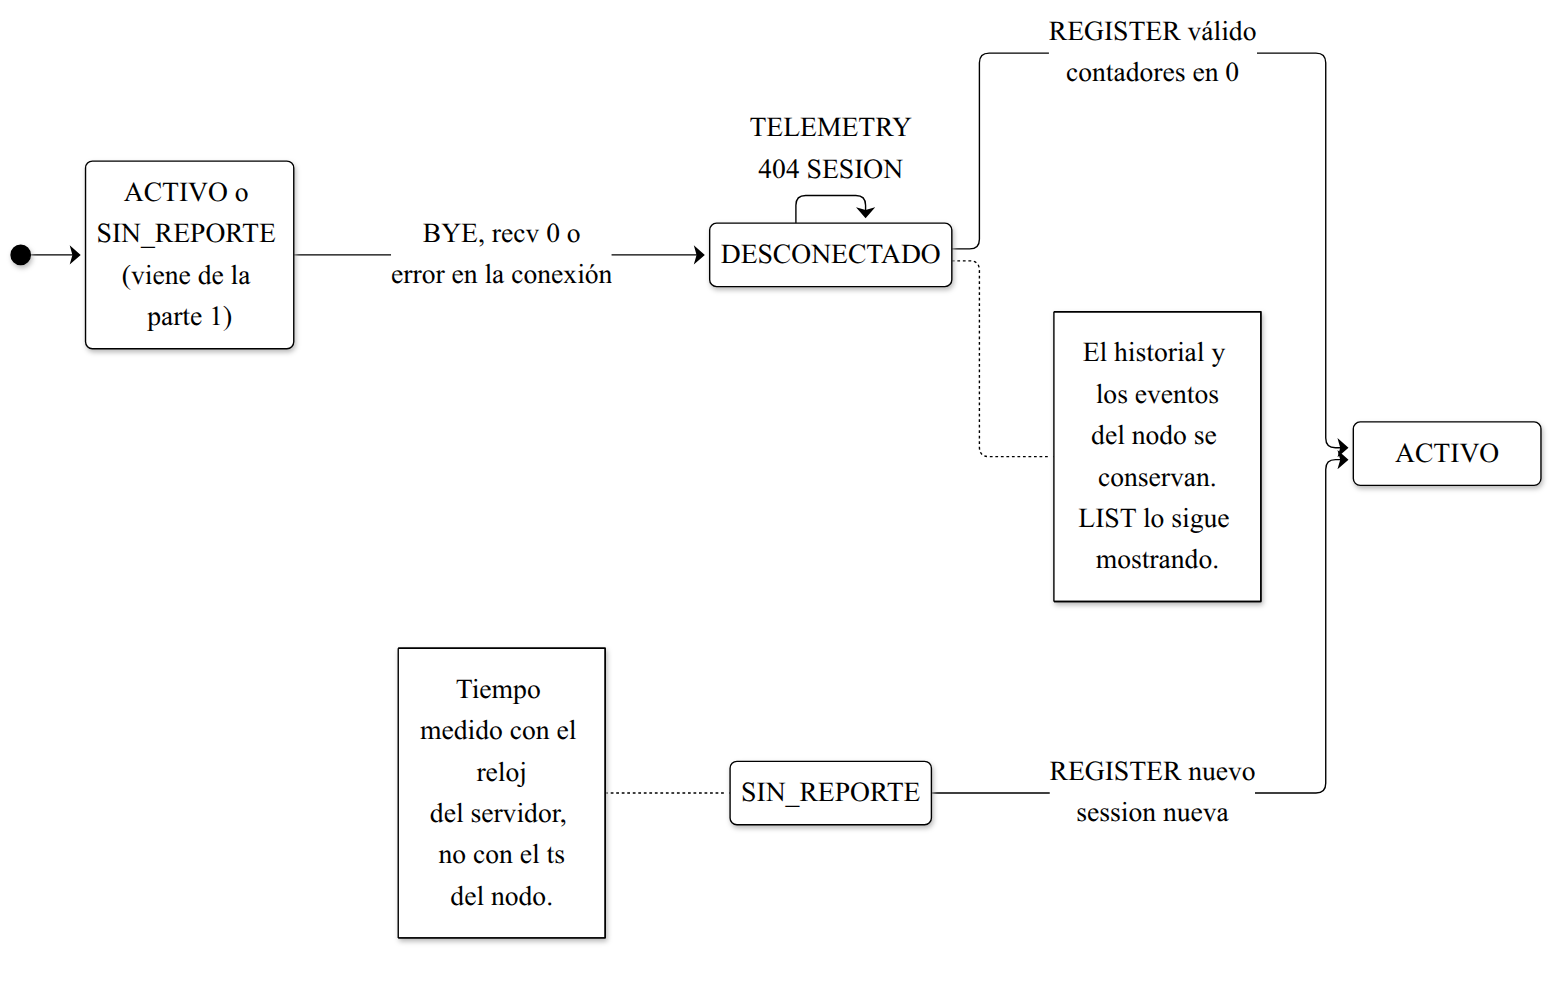 REGISTER válido
contadores en 0
TELEMETRY
404 SESION
ACTIVO o
SIN_REPORTE
(viene de la
parte 1)
BYE, recv 0 o
error en la conexión
DESCONECTADO
El historial y
los eventos
del nodo se
conservan.
LIST lo sigue
mostrando.
ACTIVO
Tiempo
medido con el
reloj
del servidor,
no con el ts
del nodo.
SIN_REPORTE
REGISTER nuevo
session nueva